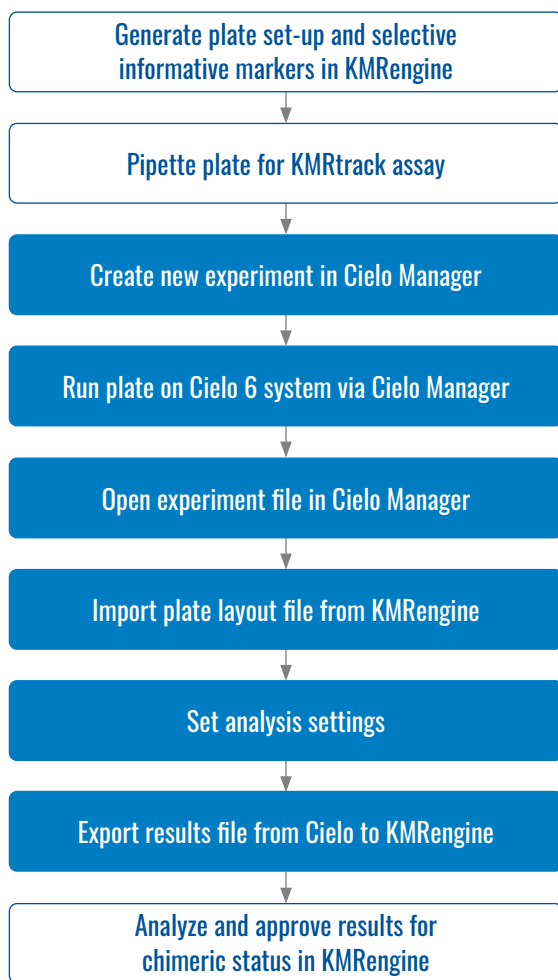 Generate plate set-up and selective
informative markers in KMRengine
Pipette plate for KMRtrack assay
Create new experiment in Cielo Manager
Run plate on Cielo 6 system via Cielo Manager
Open experiment file in Cielo Manager
Import plate layout file from KMRengine
Set analysis settings
Export results file from Cielo to KMRengine
Analyze and approve results for
chimeric status in KMRengine